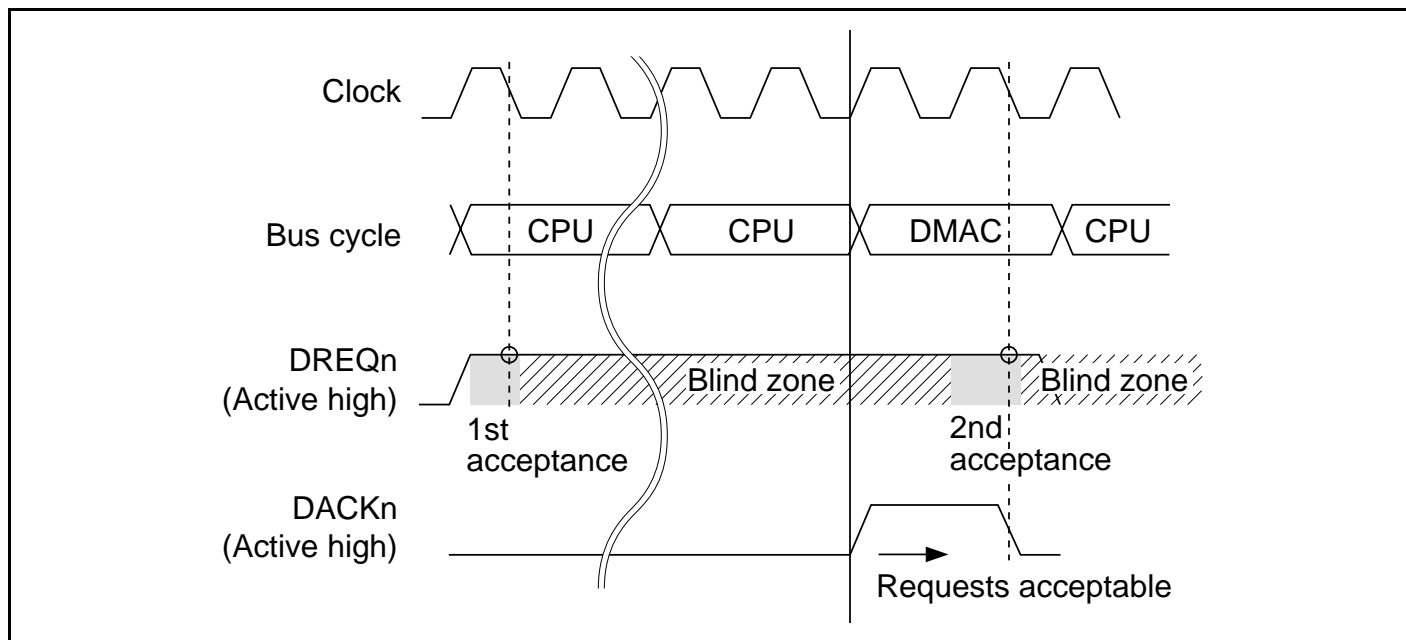 Clock
Bus cycle
CPU
CPU
DMAC
CPU
DREQn
(Active high)
Blind zone
Blind zone
1st
acceptance
2nd
acceptance
DACKn
(Active high)
Requests acceptable